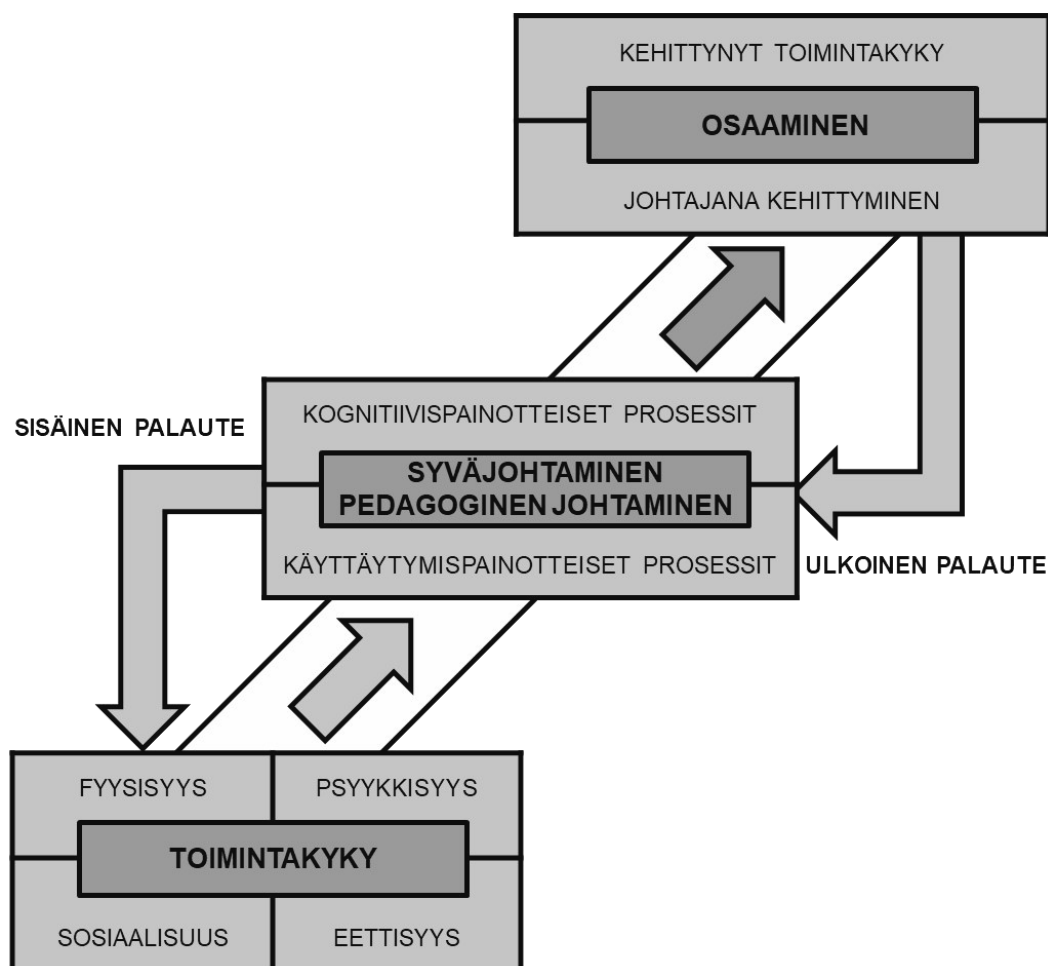 KEHITTYNYT TOIMINTAKYKY
OSAAMINEN
JOHTAJANA KEHITTYMINEN
SISÄINEN PALAUTE
KOGNITIIVISPAINOTTEISET PROSESSIT
SYVÄJOHTAMINEN
PEDAGOGINEN JOHTAMINEN
KÄYTTÄYTYMISPAINOTTEISET PROSESSIT
ULKOINEN PALAUTE
FYYSISYYS
PSYYKKISYYS
TOIMINTAKYKY
SOSIAALISUUS
EETTISYYS